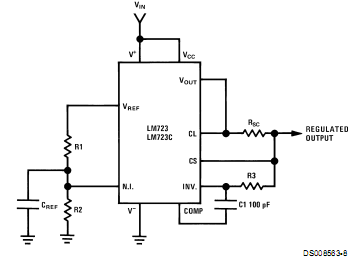 VIN
V+ VCC
VOUT
VREF
LM723
LM723C
CL RSC REGULATED
OUTPUT
R1
CS
N.I. INV. R3
CREF R2
V− COMP C1 100 pF
DS008563-8